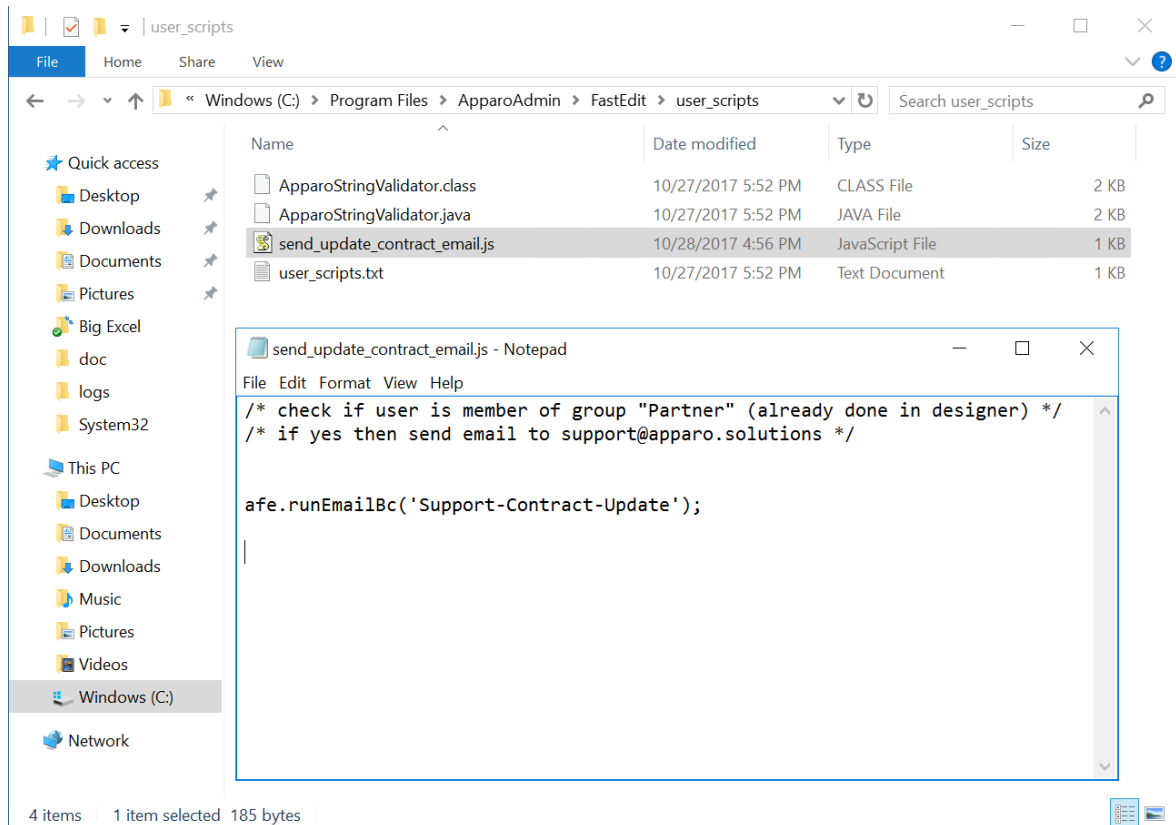 user_scripts
File Home Share View
« Windows (C:) > Program Files > ApparoAdmin > FastEdit > user_scripts
Search user_scripts
Name Date modified Type Size
Quick access
Desktop
Downloads
Documents
Pictures
Big Excel
doc
logs
System32
This PC
Desktop
Documents
Downloads
Music
Pictures
Videos
Windows (C:)
Network
ApparoStringValidator.class 10/27/2017 5:52 PM CLASS File 2 KB
ApparoStringValidator.java 10/27/2017 5:52 PM JAVA File 2 KB
send_update_contract_email.js 10/28/2017 4:56 PM JavaScript File 1 KB
user_scripts.txt 10/27/2017 5:52 PM Text Document 1 KB
send_update_contract_email.js - Notepad
File Edit Format View Help
/* check if user is member of group "Partner" (already done in designer) */
/* if yes then send email to support@apparo.solutions */
afe.runEmailBc('Support-Contract-Update');
4 items 1 item selected 185 bytes